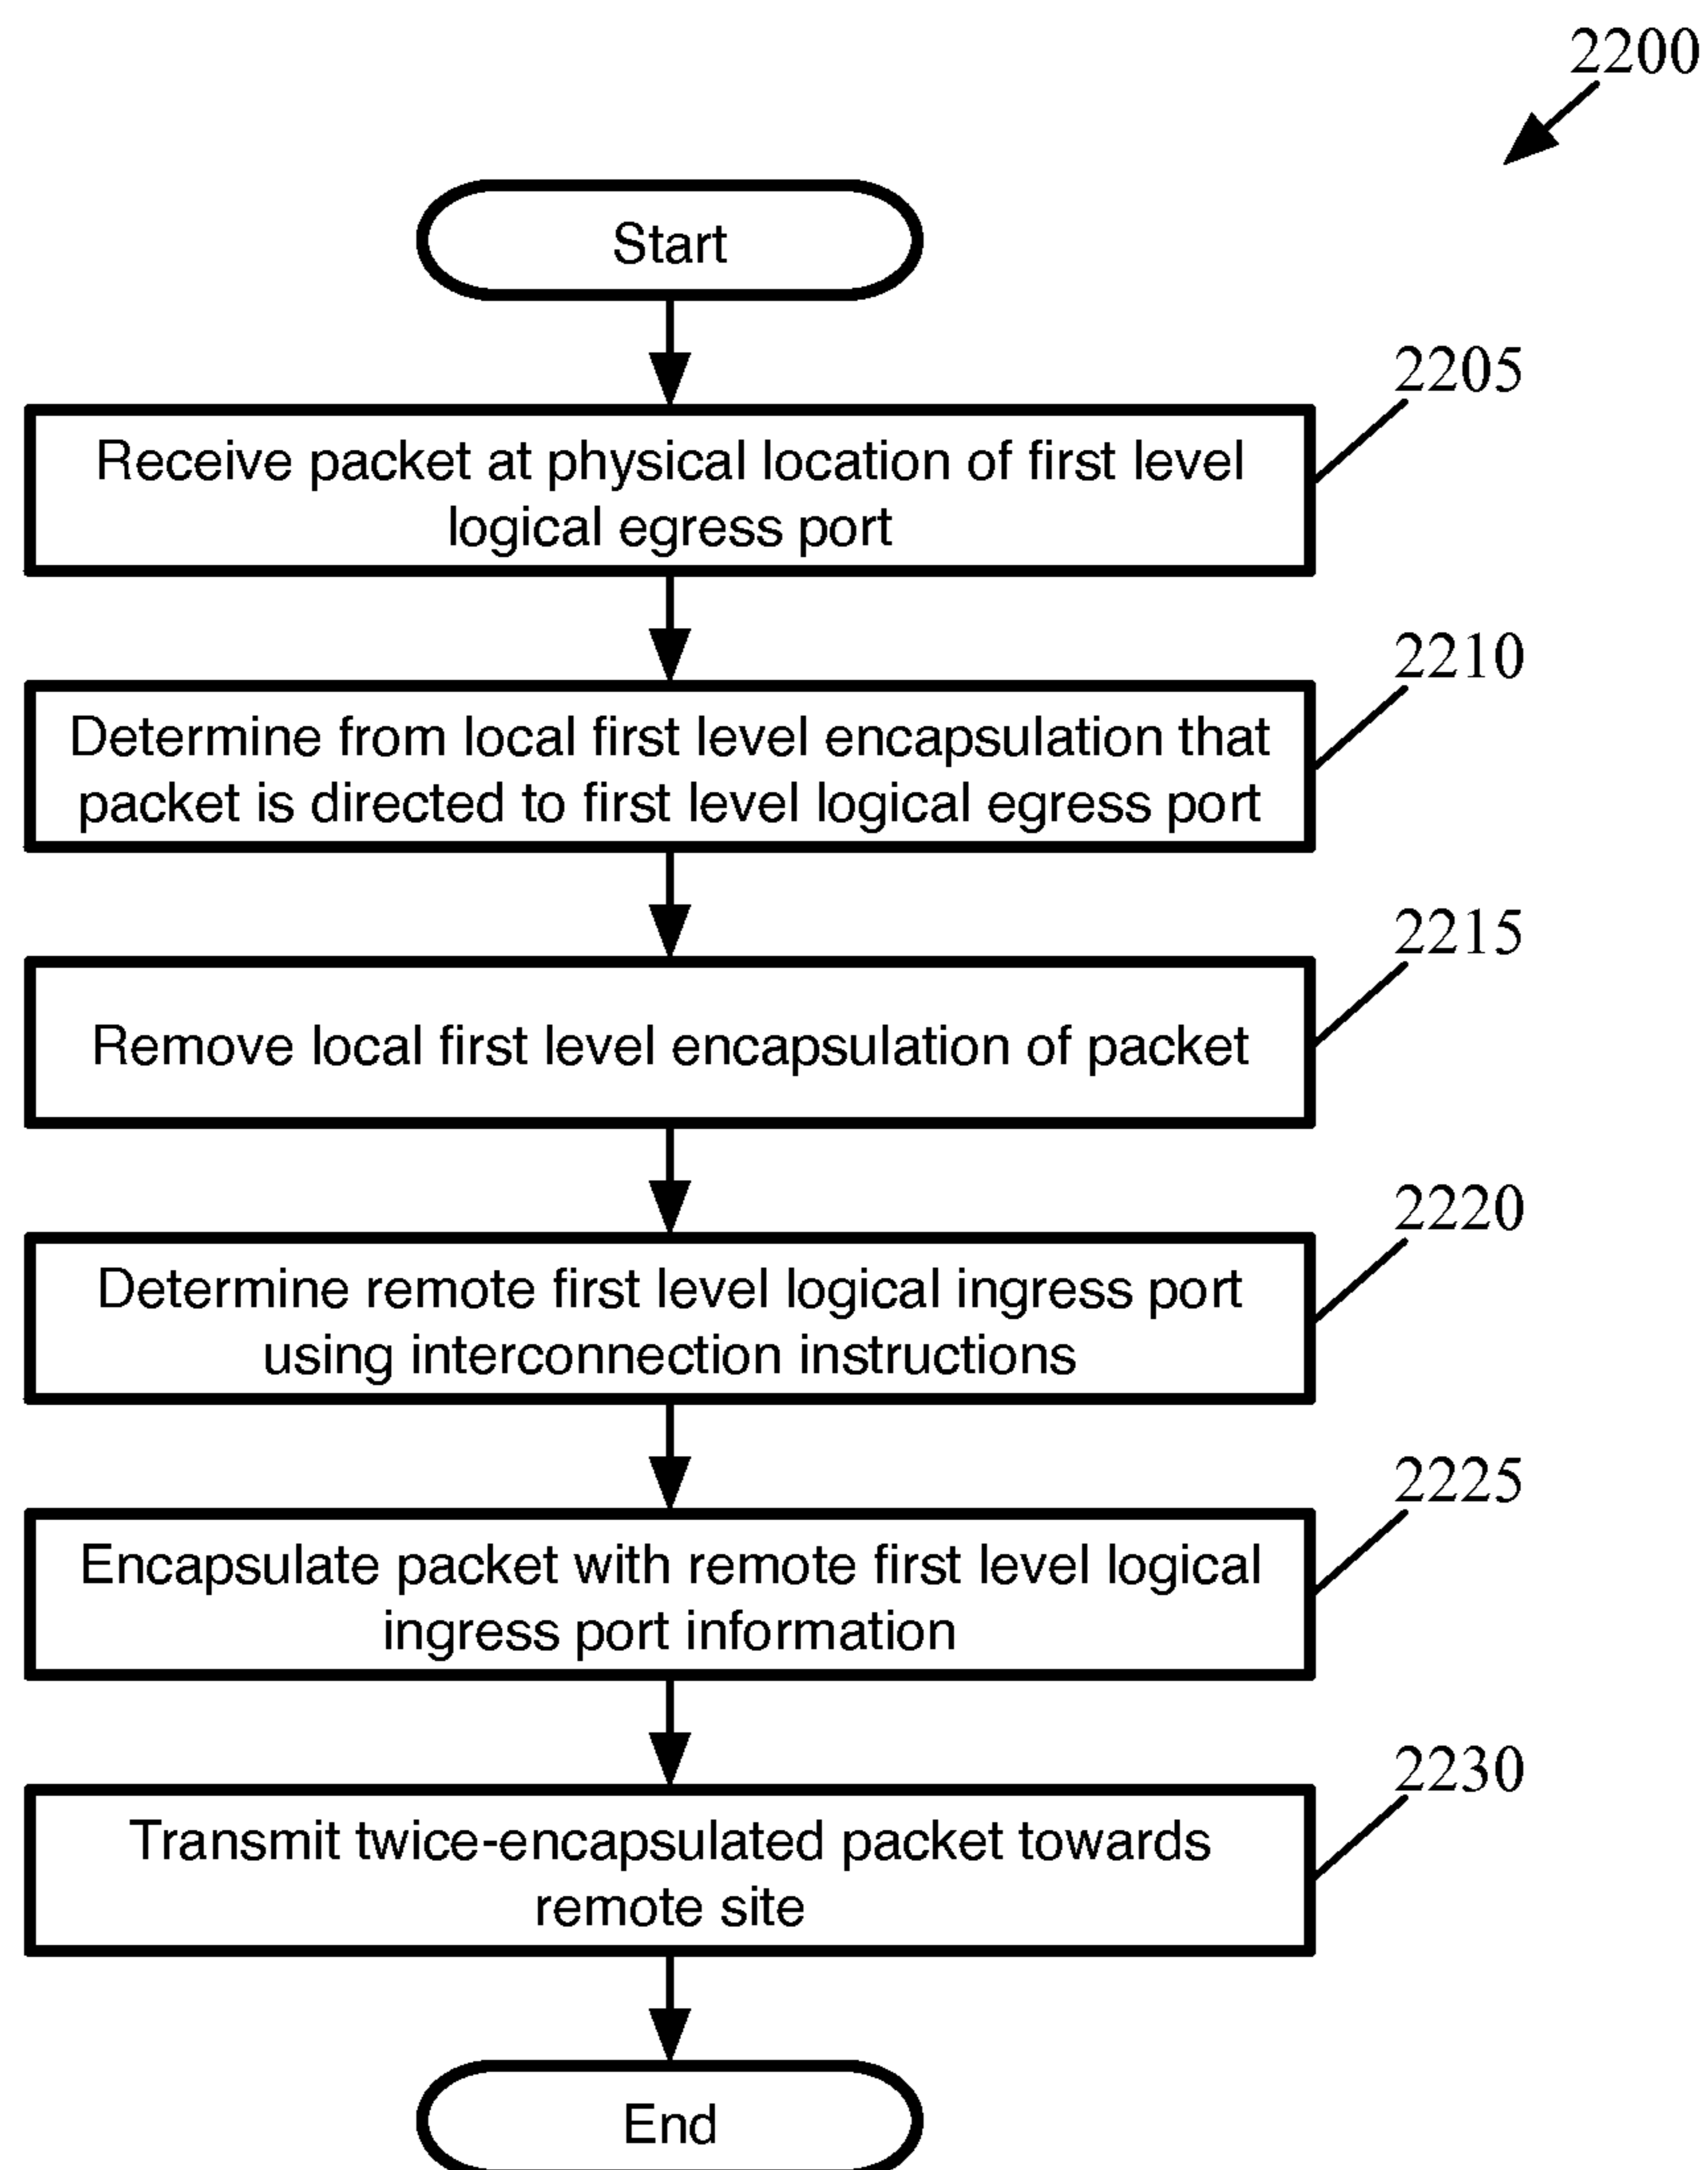 2200
Start
2205
Receive packet at physical location of first level
logical egress port
2210
Determine from local first level encapsulation that
packet is directed to first level logical egress port
2215
Remove local first level encapsulation of packet
2220
Determine remote first level logical ingress port
using interconnection instructions
2225
Encapsulate packet with remote first level logical
ingress port information
2230
Transmit twice-encapsulated packet towards
remote site
End